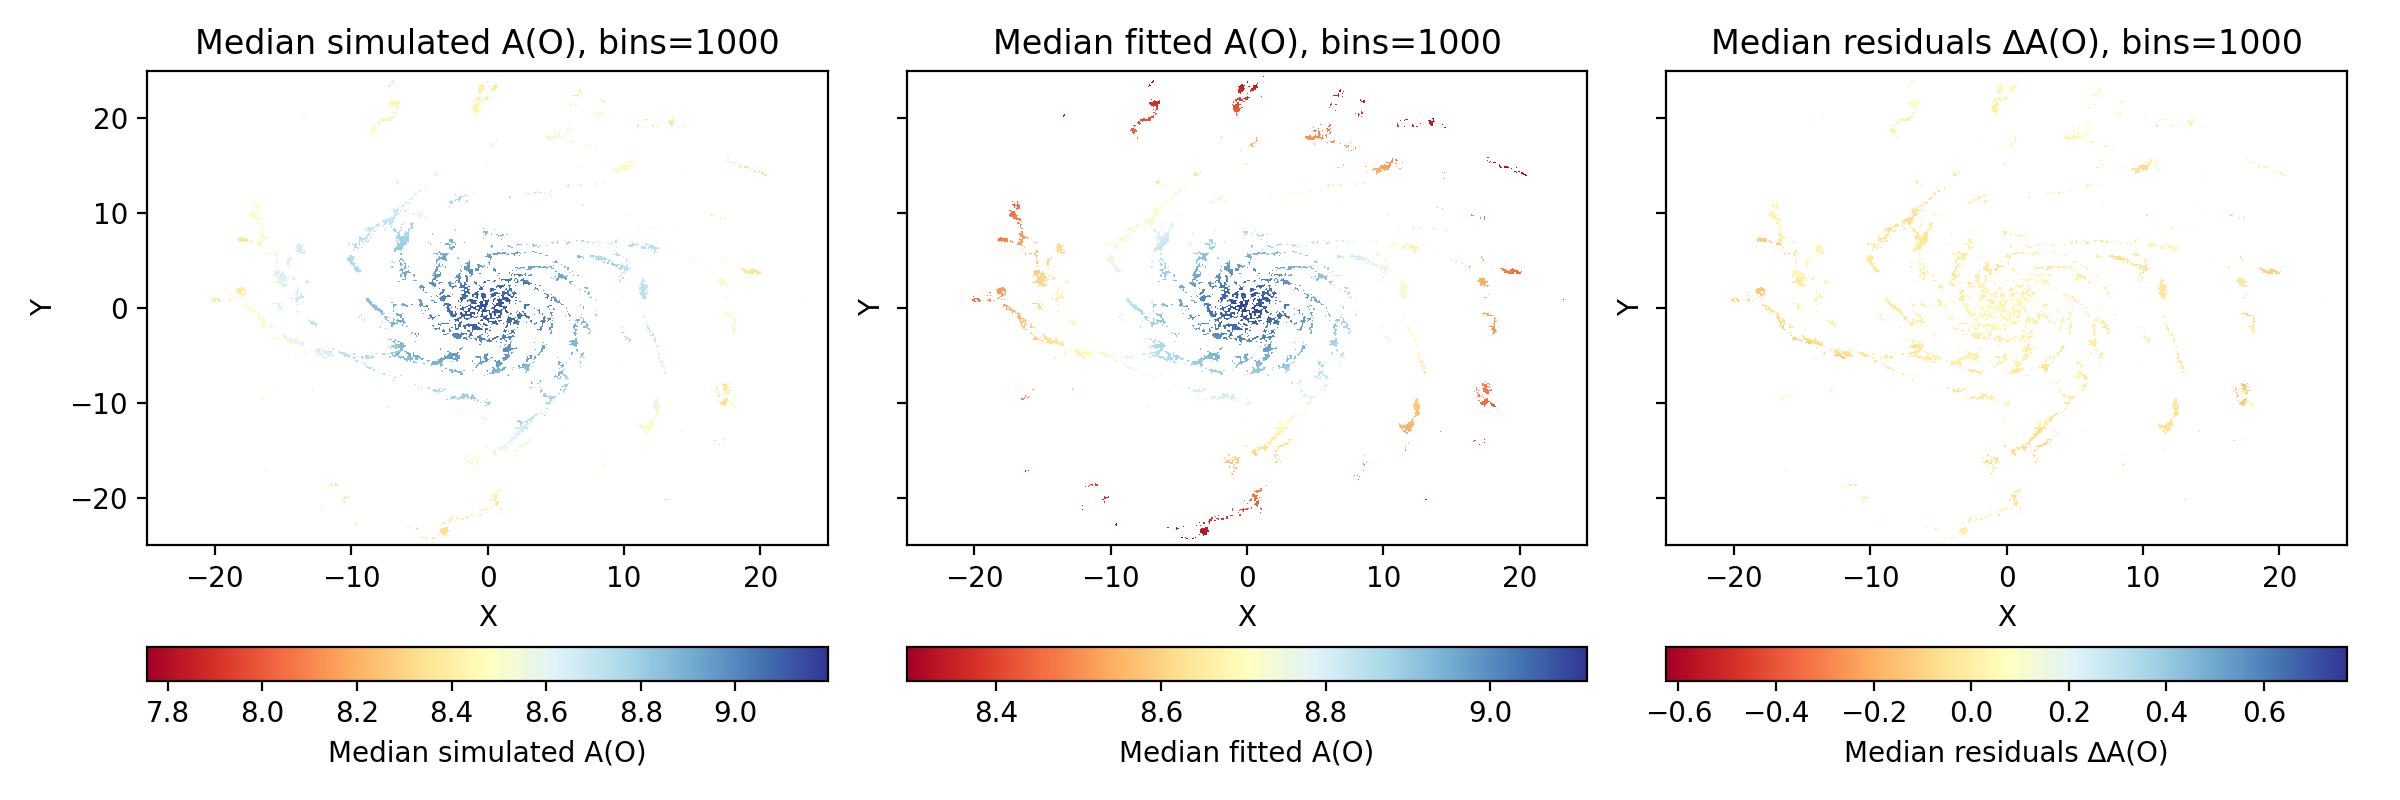 Median simulated A(O), bins=1000
Median fitted A(O), bins=1000
Median residuals ΔA(O), bins=1000
20
10
0
−10
−20
Y
Y
Y
−20 −10 0 10 20
−20 −10 0 10 20
−20 −10 0 10 20
X
X
X
7.8 8.0 8.2 8.4 8.6 8.8 9.0
8.4 8.6 8.8 9.0
−0.6 −0.4 −0.2 0.0 0.2 0.4 0.6
Median simulated A(O)
Median fitted A(O)
Median residuals ΔA(O)